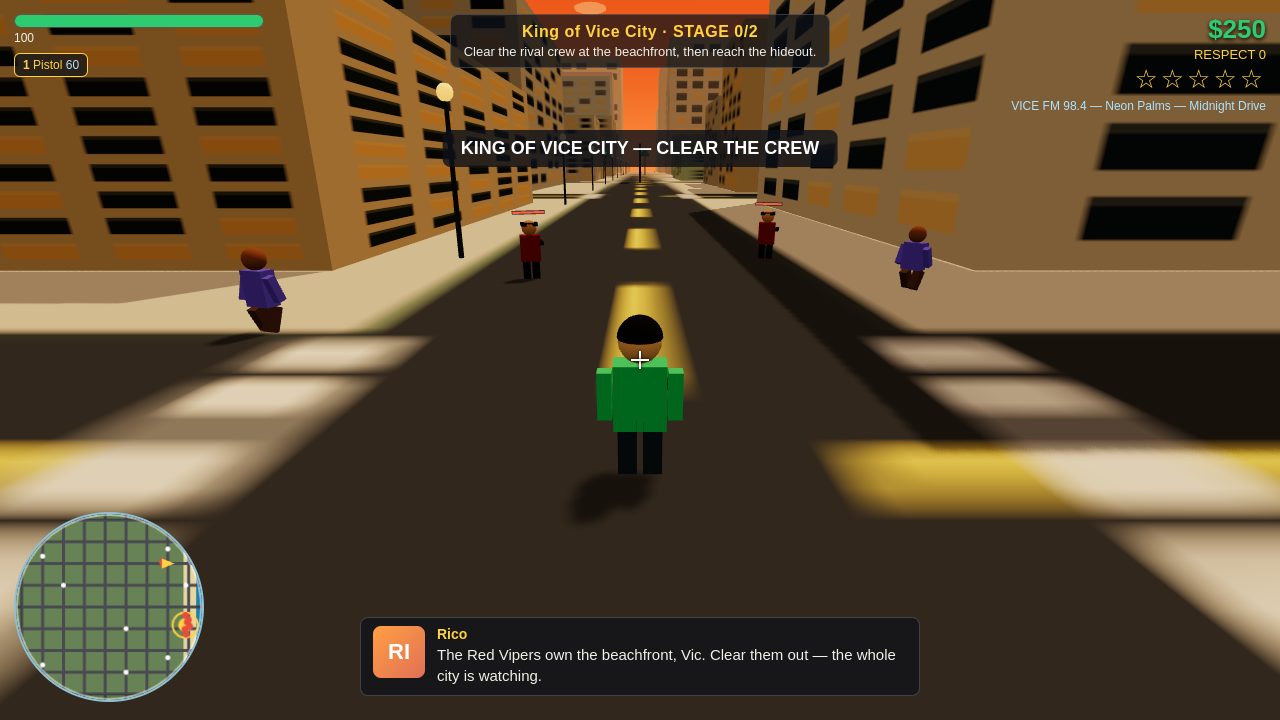 100
1 Pistol 60
King of Vice City · STAGE 0/2
Clear the rival crew at the beachfront, then reach the hideout.
$250
RESPECT 0
☆☆☆☆☆
VICE FM 98.4 — Neon Palms — Midnight Drive
KING OF VICE CITY — CLEAR THE CREW
RI
Rico
The Red Vipers own the beachfront, Vic. Clear them out — the whole
city is watching.